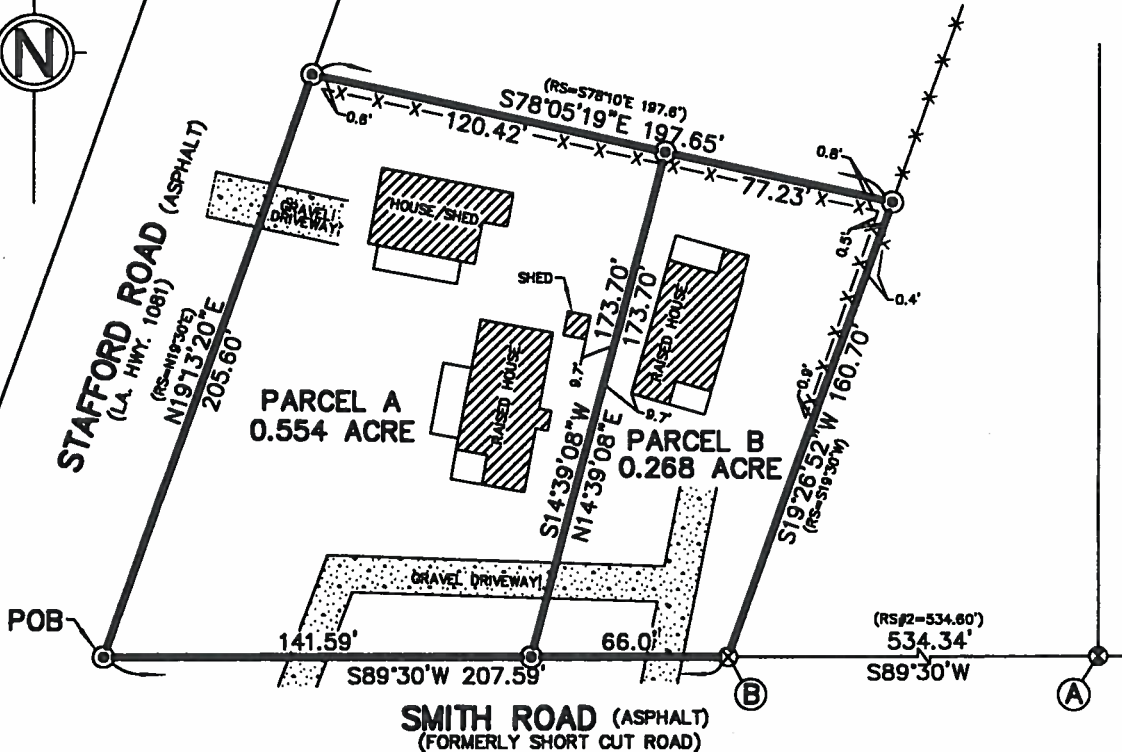 N
(RS=S78°10'E 197.6')
S78°05'19"E 197.65'
120.42'
77.23'
0.6'
0.8'
0.5'
0.4'
0.9'
STAFFORD ROAD (ASPHALT)
(LA. HWY. 1081)
(RS=N19°30'E)
N19°13'20"E
205.60'
GRAVEL
DRIVEWAY
HOUSE/SHED
SHED
RAISED HOUSE
RAISED HOUSE
173.70'
173.70'
9.7'
9.7'
S14°39'08"W
N14°39'08"E
PARCEL A
0.554 ACRE
PARCEL B
0.268 ACRE
S19°26'52"W 160.70'
(RS=S19°30'W)
GRAVEL DRIVEWAY
POB
141.59'
66.0'
S89°30'W 207.59'
(RS#2=534.60')
534.34'
S89°30'W
B
A
SMITH ROAD (ASPHALT)
(FORMERLY SHORT CUT ROAD)